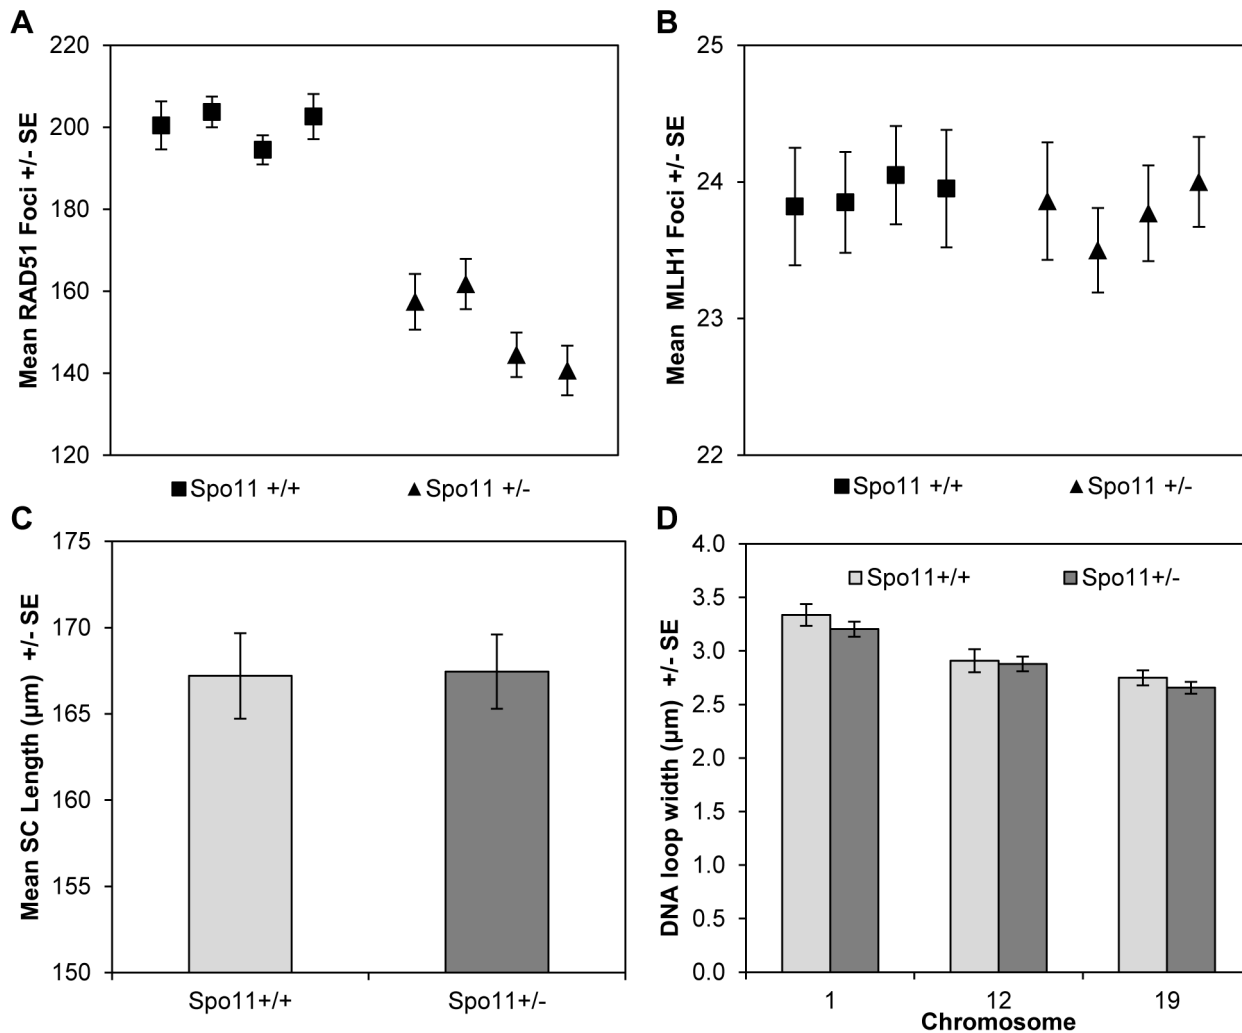 A
220
200
180
160
140
120
Mean RAD51 Foci +/- SE
Spo11 +/+
Spo11 +/-
B
25
24
23
22
Mean MLH1 Foci +/- SE
Spo11 +/+
Spo11 +/-
C
175
170
165
160
155
150
Mean SC Length (µm) +/- SE
Spo11+/+
Spo11+/-
D
4.0
3.5
3.0
2.5
2.0
1.5
1.0
0.5
0.0
DNA loop width (µm) +/- SE
Spo11+/+
Spo11+/-
1
12
19
Chromosome